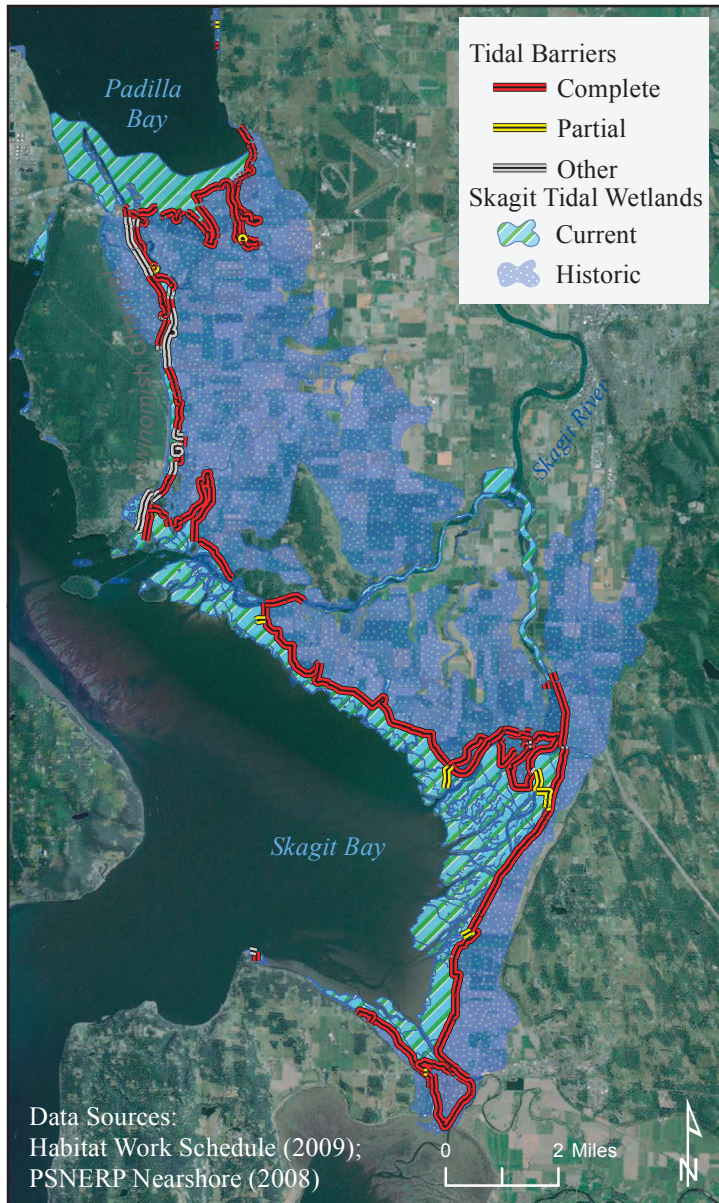 Padilla
Bay
Tidal Barriers
Complete
Partial
Other
Skagit Tidal Wetlands
Current
Historic
Skagit River
Skagit Bay
Data Sources:
Habitat Work Schedule (2009);
PSNERP Nearshore (2008)
0 2 Miles
N